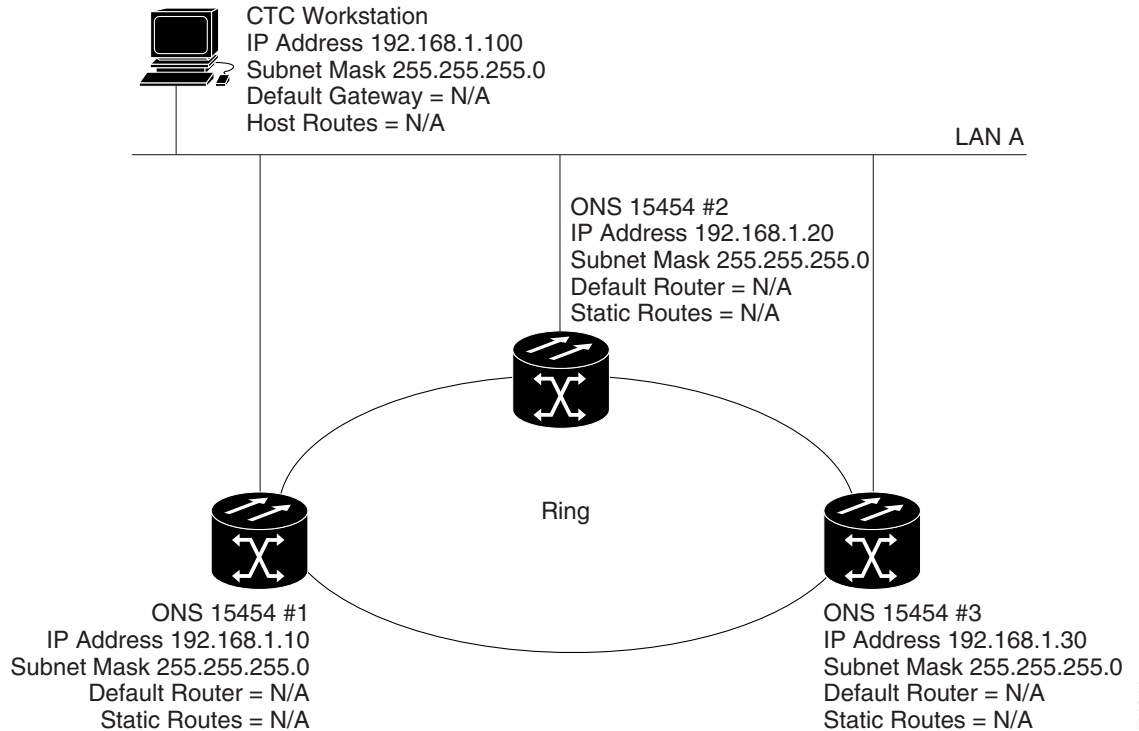 CTC Workstation
IP Address 192.168.1.100
Subnet Mask 255.255.255.0
Default Gateway = N/A
Host Routes = N/A
LAN A
ONS 15454 #2
IP Address 192.168.1.20
Subnet Mask 255.255.255.0
Default Router = N/A
Static Routes = N/A
Ring
ONS 15454 #1
IP Address 192.168.1.10
Subnet Mask 255.255.255.0
Default Router = N/A
Static Routes = N/A
ONS 15454 #3
IP Address 192.168.1.30
Subnet Mask 255.255.255.0
Default Router = N/A
Static Routes = N/A